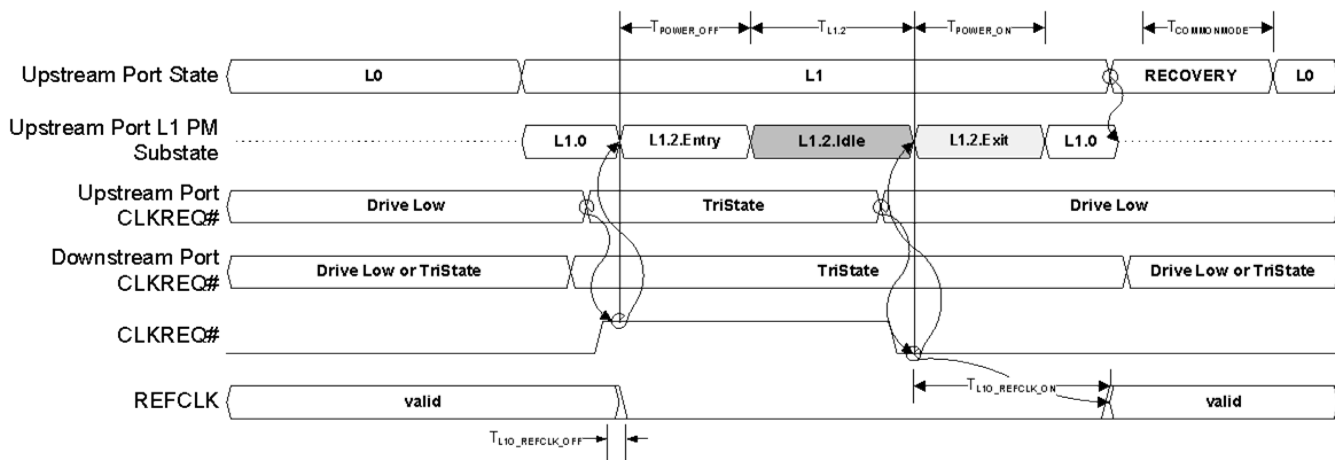 TPOWER_OFF TL1.2 TPOWER_ON TCOMMONMODE
Upstream Port State L0 L1 RECOVERY L0
Upstream Port L1 PM
Substate L1.0 L1.2.Entry L1.2.Idle L1.2.Exit L1.0
Upstream Port
CLKREQ# Drive Low TriState Drive Low
Downstream Port
CLKREQ# Drive Low or TriState TriState Drive Low or TriState
CLKREQ#
TL10_REFCLK_ON
REFCLK valid valid
TL10_REFCLK_OFF